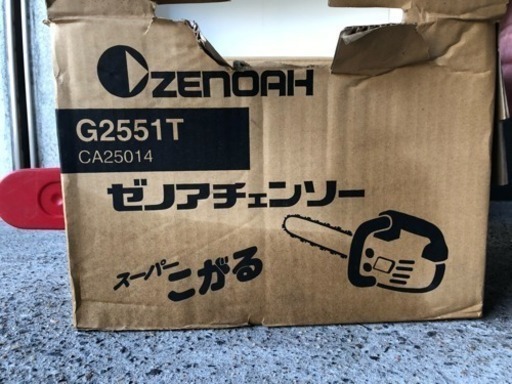 ZENOAH
G2551T
CA25014
ゼノアチェンソー
スーパー
こがる